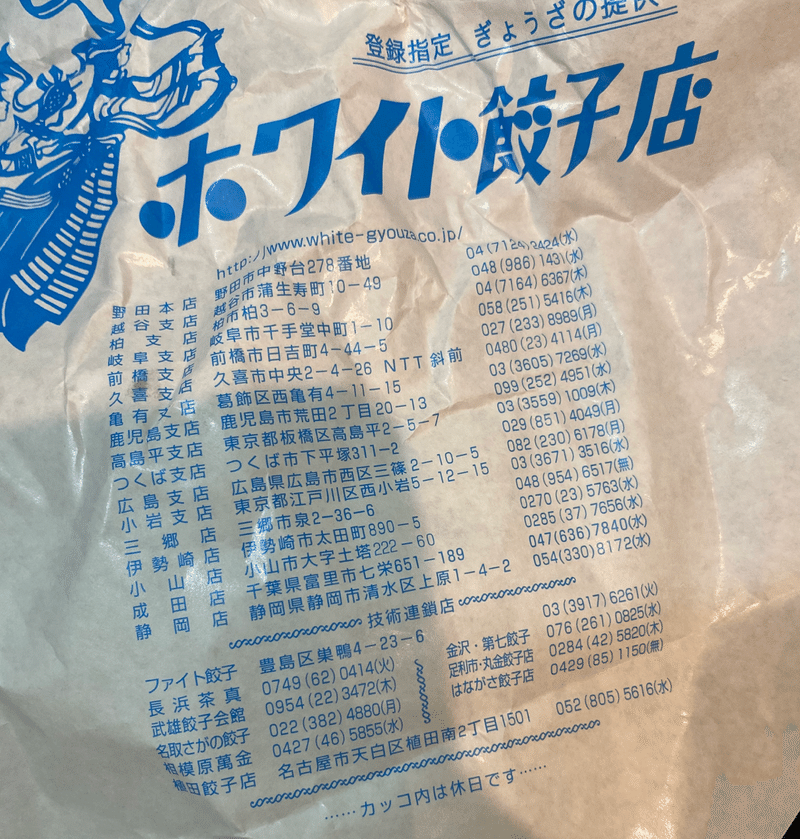 登録指定 ぎょうざの提供
ホワイト餃子店
http://www.white-gyouza.co.jp/
野田本店 野田市中野台278番地 04(7124)2424(水)
越谷支店 越谷市蒲生寿町10-49 048(986)1431(水)
柏支店 柏市柏3-6-9 04(7164)6367(木)
岐阜支店 岐阜市千手堂中町1-10 058(251)5416(木)
前橋支店 前橋市日吉町4-44-5 027(233)8989(月)
久喜支店 久喜市中央2-4-26 NTT斜前 0480(23)4114(月)
亀有支店 葛飾区西亀有4-11-15 03(3605)7269(水)
鹿児島支店 鹿児島市荒田2丁目20-13 099(252)4951(水)
高島平支店 東京都板橋区高島平2-5-7 03(3559)1009(木)
つくば支店 つくば市下平塚311-2 029(851)4049(月)
広島支店 広島県広島市西区三篠2-10-5 082(230)6178(月)
小岩支店 東京都江戸川区西小岩5-12-15 03(3671)3516(水)
三郷店 三郷市泉2-36-6 048(954)6517(無)
伊勢崎店 伊勢崎市太田町890-5 0270(23)5763(水)
小山店 小山市大字土塔222-60 0285(37)7656(水)
成田店 千葉県富里市七栄651-189 047(636)7840(水)
静岡店 静岡県静岡市清水区上原1-4-2 054(330)8172(水)
技術連鎖店
ファイト餃子 豊島区巣鴨4-23-6 03(3917)6261(火)
長浜茶真 0749(62)0414(火) 金沢・第七餃子 076(261)0825(水)
武雄餃子会館 0954(22)3472(木) 足利市・丸金餃子店 0284(42)5820(木)
名取さがの餃子 022(382)4880(月) はながさ餃子店 0429(85)1150(無)
相模原萬金 0427(46)5855(水)
植田餃子店 名古屋市天白区植田南2丁目1501 052(805)5616(水)
……カッコ内は休日です……